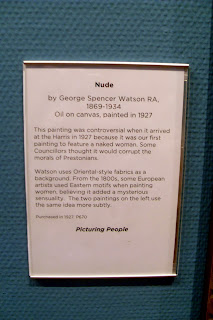 Nude
by George Spencer Watson RA,
1869-1934
Oil on canvas, painted in 1927
This painting was controversial when it arrived
at the Harris in 1927 because it was our first
painting to feature a naked woman. Some
Councillors thought it would corrupt the
morals of Prestonians.
Watson uses Oriental-style fabrics as a
background. From the 1800s, some European
artists used Eastern motifs when painting
women, believing it added a mysterious
sensuality. The two paintings on the left use
the same idea more subtly.
Purchased in 1927. P670
Picturing People